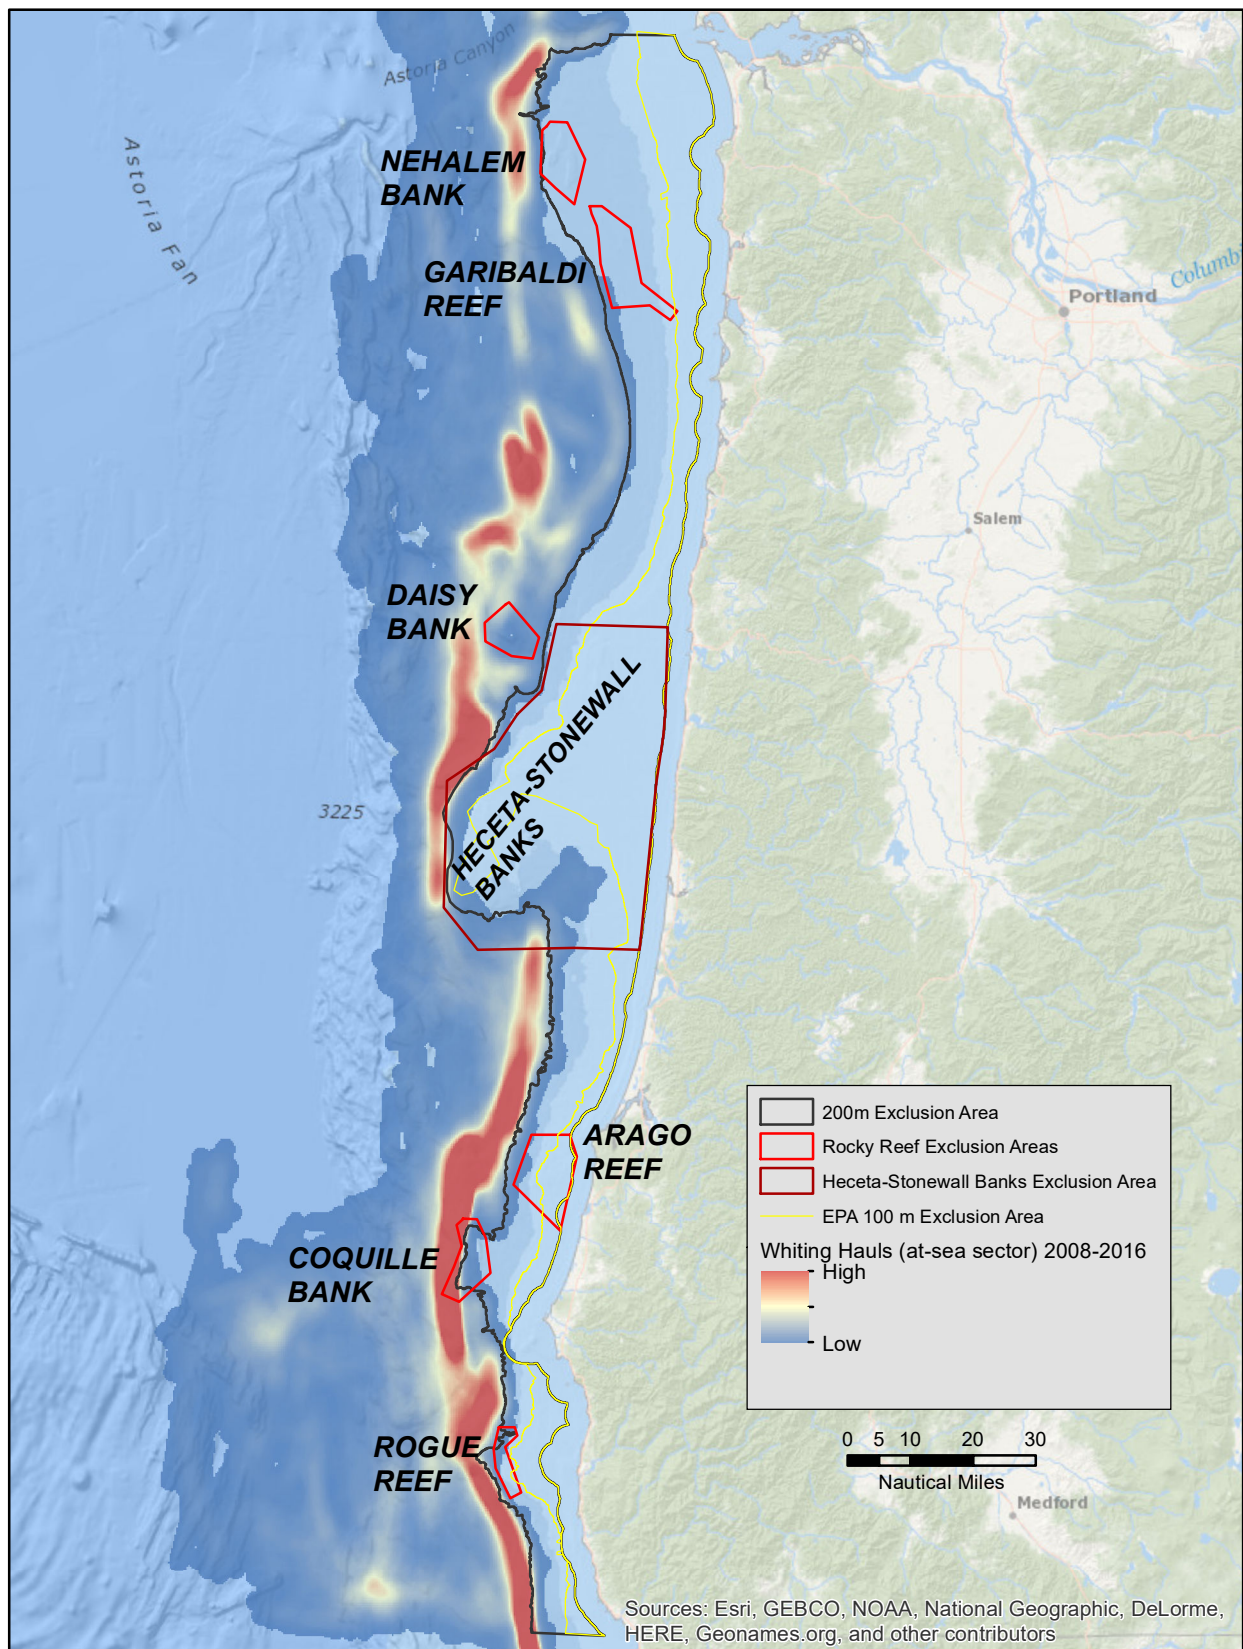 Astoria Canyon
Astoria Fan
NEHALEM
BANK
GARIBALDI
REEF
Columbi
Portland
Salem
DAISY
BANK
HECETA-STONEWALL
BANKS
3225
ARAGO
REEF
COQUILLE
BANK
ROGUE
REEF
200m Exclusion Area
Rocky Reef Exclusion Areas
Heceta-Stonewall Banks Exclusion Area
EPA 100 m Exclusion Area
Whiting Hauls (at-sea sector) 2008-2016
High
Low
0 5 10 20 30
Nautical Miles
Medford
Sources: Esri, GEBCO, NOAA, National Geographic, DeLorme,
HERE, Geonames.org, and other contributors